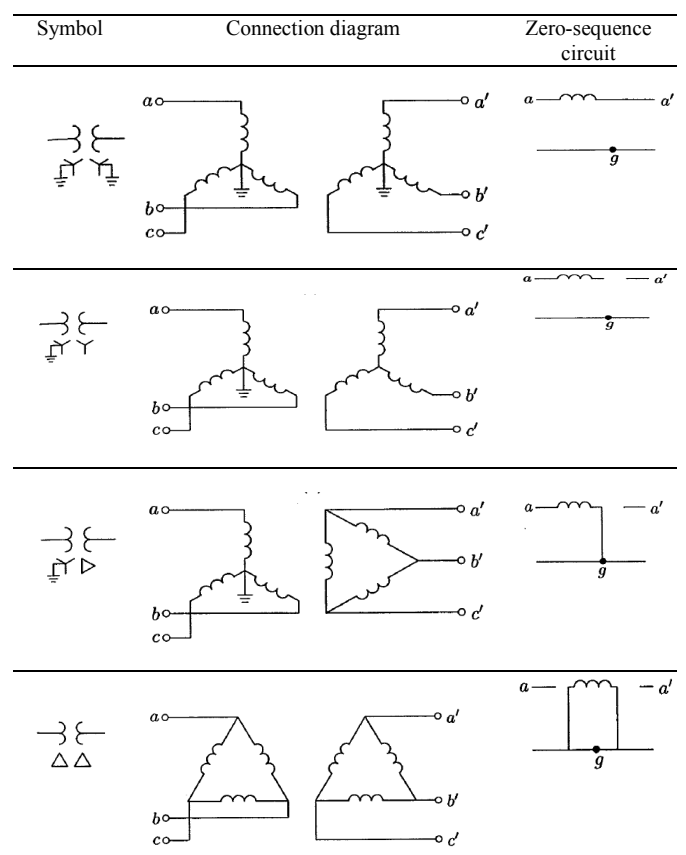 Symbol Connection diagram Zero-sequence
circuit
a a′ a a′
g
b b′
c c′
a a′
a a′
g
b b′
c c′
a a′ a a′
b′
g
b c′
c
a a′
a a′
g
b b′
c c′